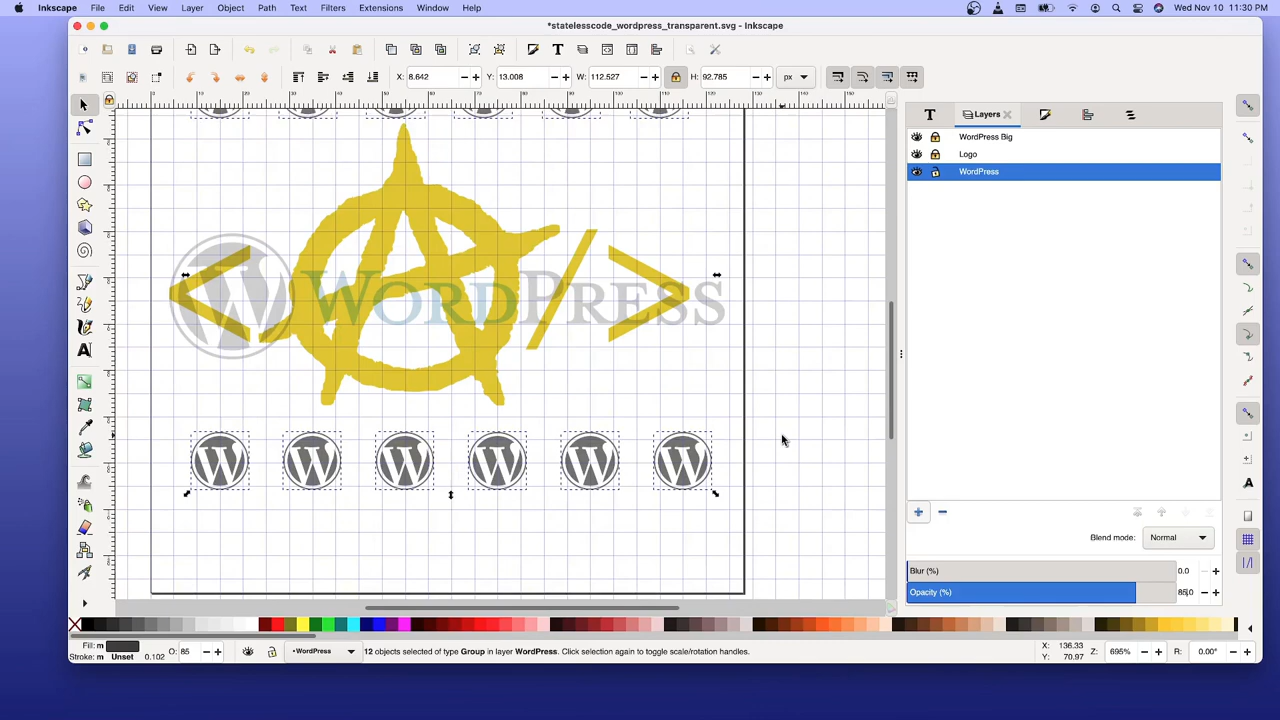 Inkscape File Edit View Layer Object Path Text Filters Extensions Window Help Wed Nov 10 11:30 PM
*statelesscode_wordpress_transparent.svg - Inkscape
X: 8.642 Y: 13.008 W: 112.527 H: 92.785 px
Layers
WordPress Big
Logo
WordPress
WORDPRESS
Blend mode: Normal
Blur (%) 0.0
Opacity (%) 85.0
Fill: m
Stroke: m Unset 0.102
O: 85
•WordPress
12 objects selected of type Group in layer WordPress. Click selection again to toggle scale/rotation handles.
X: 136.33
Y: 70.97
Z: 695%
R: 0.00°